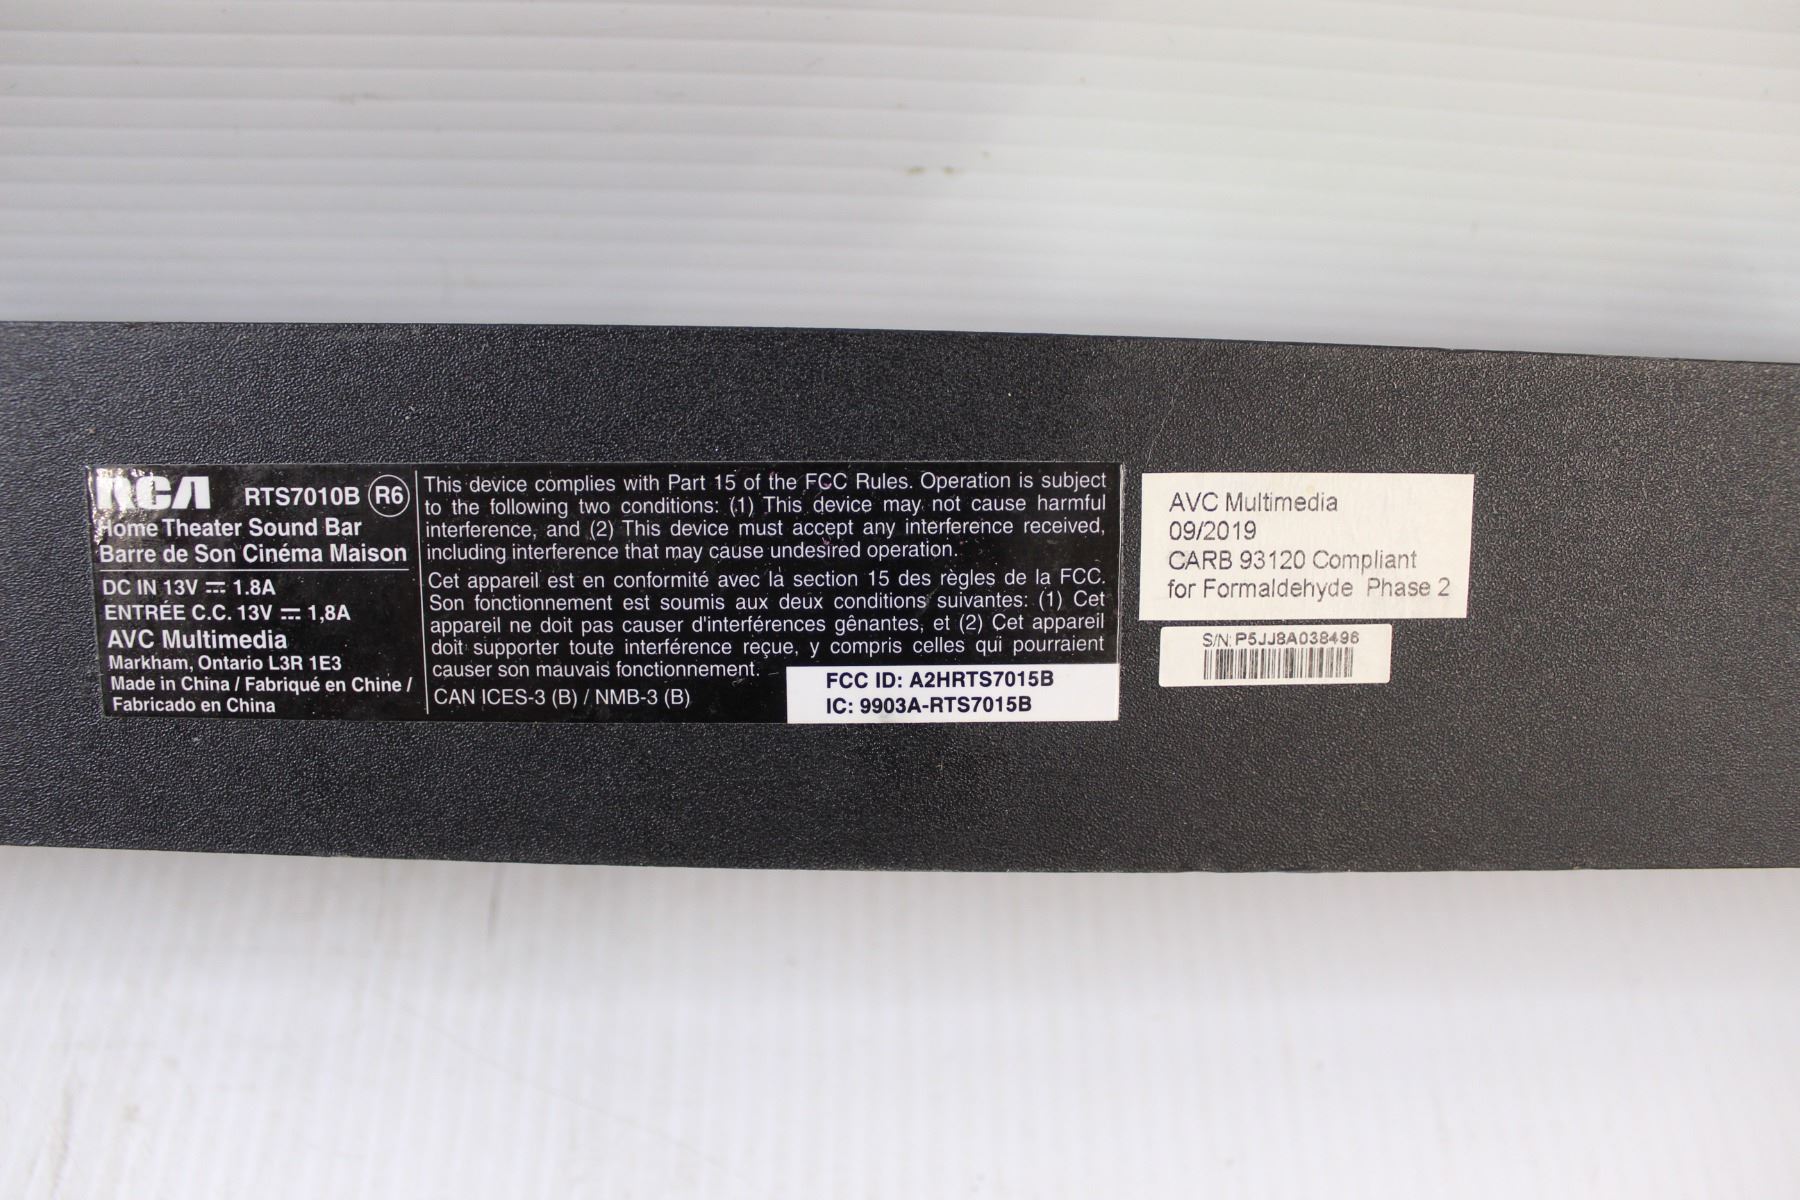 RCA RTS7010B R6
Home Theater Sound Bar
Barre de Son Cinéma Maison
DC IN 13V ⎓ 1.8A
ENTRÉE C.C. 13V ⎓ 1,8A
AVC Multimedia
Markham, Ontario L3R 1E3
Made in China / Fabriqué en Chine /
Fabricado en China
This device complies with Part 15 of the FCC Rules. Operation is subject
to the following two conditions: (1) This device may not cause harmful
interference, and (2) This device must accept any interference received,
including interference that may cause undesired operation.
Cet appareil est en conformité avec la section 15 des règles de la FCC.
Son fonctionnement est soumis aux deux conditions suivantes: (1) Cet
appareil ne doit pas causer d'interférences gênantes, et (2) Cet appareil
doit supporter toute interférence reçue, y compris celles qui pourraient
causer son mauvais fonctionnement.
CAN ICES-3 (B) / NMB-3 (B)
FCC ID: A2HRTS7015B
IC: 9903A-RTS7015B
AVC Multimedia
09/2019
CARB 93120 Compliant
for Formaldehyde Phase 2
S/N: P5JJ8A038496